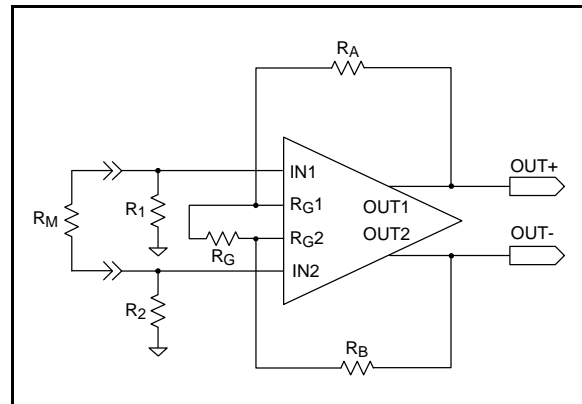 RA
IN1
OUT+
RM
R1
RG1
OUT1
RG2
OUT2
OUT-
RG
IN2
R2
RB